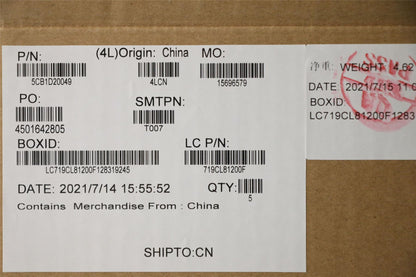 P/N: (4L)Origin: China MO:
5CB1D20049 4LCN 15696579
PO: SMTPN:
4501642805 T007
BOXID: LC P/N:
LC719CL81200F128319245 719CL81200F
DATE: 2021/7/14 15:55:52 QTY:
5
Contains Merchandise From : China
SHIPTO:CN
净重: WEIGHT 4.62
DATE: 2021/7/15 11:0
BOXID
LC719CL81200F1283